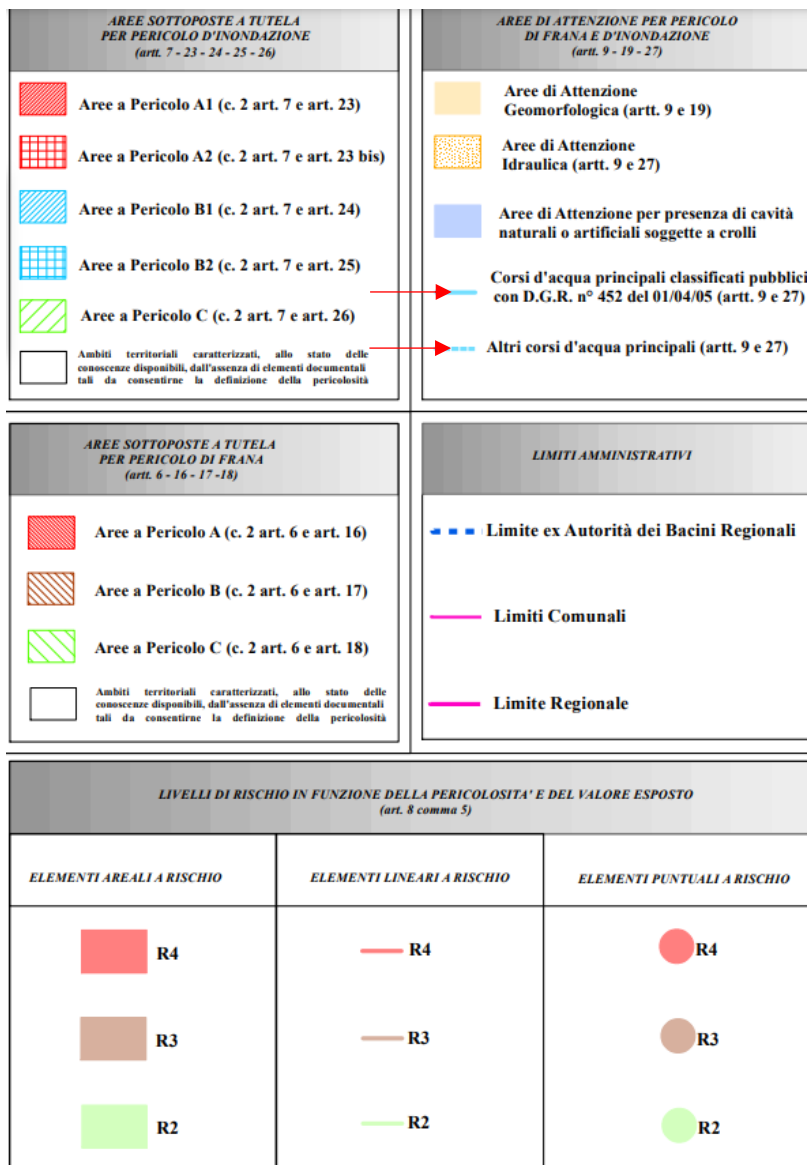 AREE SOTTOPOSTE A TUTELA
PER PERICOLO D'INONDAZIONE
(artt. 7 - 23 - 24 - 25 - 26)
Aree a Pericolo A1 (c. 2 art. 7 e art. 23)
Aree a Pericolo A2 (c. 2 art. 7 e art. 23 bis)
Aree a Pericolo B1 (c. 2 art. 7 e art. 24)
Aree a Pericolo B2 (c. 2 art. 7 e art. 25)
Aree a Pericolo C (c. 2 art. 7 e art. 26)
Ambiti territoriali caratterizzati, allo stato delle
conoscenze disponibili, dall'assenza di elementi documentali
tali da consentirne la definizione della pericolosità
AREE DI ATTENZIONE PER PERICOLO
DI FRANA E D'INONDAZIONE
(artt. 9 - 19 - 27)
Aree di Attenzione
Geomorfologica (artt. 9 e 19)
Aree di Attenzione
Idraulica (artt. 9 e 27)
Aree di Attenzione per presenza di cavità
naturali o artificiali soggette a crolli
Corsi d'acqua principali classificati pubblici
con D.G.R. n° 452 del 01/04/05 (artt. 9 e 27)
Altri corsi d'acqua principali (artt. 9 e 27)
AREE SOTTOPOSTE A TUTELA
PER PERICOLO DI FRANA
(artt. 6 - 16 - 17 -18)
Aree a Pericolo A (c. 2 art. 6 e art. 16)
Aree a Pericolo B (c. 2 art. 6 e art. 17)
Aree a Pericolo C (c. 2 art. 6 e art. 18)
Ambiti territoriali caratterizzati, allo stato delle
conoscenze disponibili, dall'assenza di elementi documentali
tali da consentirne la definizione della pericolosità
LIMITI AMMINISTRATIVI
Limite ex Autorità dei Bacini Regionali
Limiti Comunali
Limite Regionale
LIVELLI DI RISCHIO IN FUNZIONE DELLA PERICOLOSITA' E DEL VALORE ESPOSTO
(art. 8 comma 5)
ELEMENTI AREALI A RISCHIO
ELEMENTI LINEARI A RISCHIO
ELEMENTI PUNTUALI A RISCHIO
R4
R4
R4
R3
R3
R3
R2
R2
R2